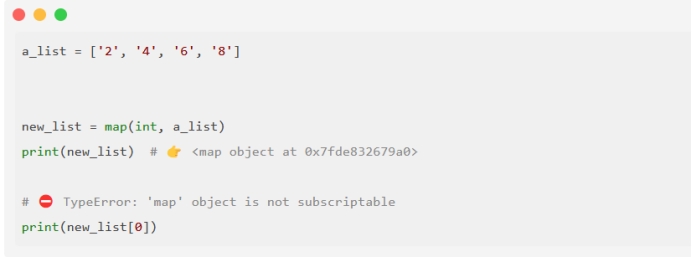 a_list = ['2', '4', '6', '8']
new_list = map(int, a_list)
print(new_list)  # 👉 <map object at 0x7fde832679a0>
# ⛔ TypeError: 'map' object is not subscriptable
print(new_list[0])